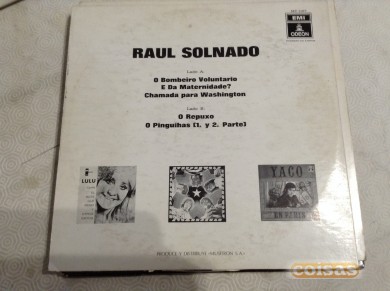 EMI
ODEON
RAUL SOLNADO
Lado A:
O Bombeiro Voluntario
E Da Maternidade?
Chamada para Washington
Lado B:
O Repuxo
O Pinguinhas (1. y 2. Parte)
LULU
YACO
coisas